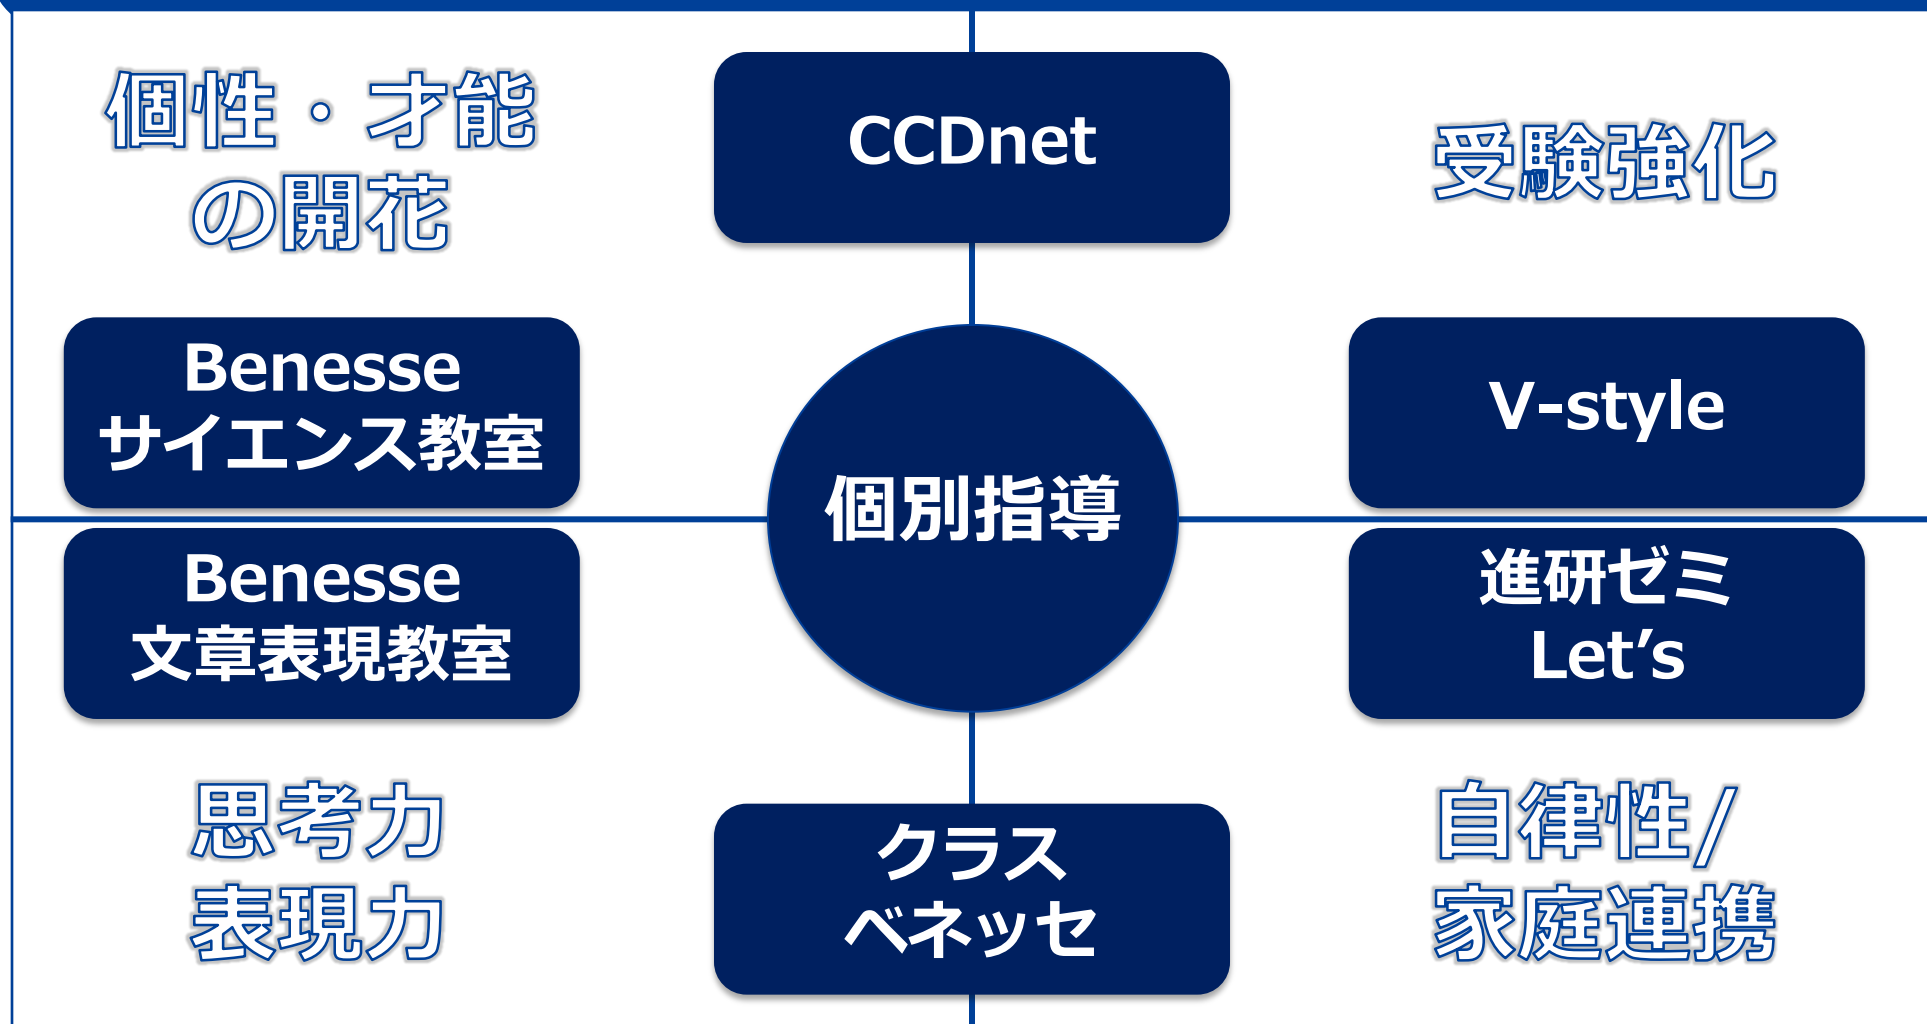 個性・才能
の開花
CCDnet
受験強化
Benesse
サイエンス教室
V-style
個別指導
Benesse
文章表現教室
進研ゼミ
Let’s
思考力
表現力
クラス
ベネッセ
自律性/
家庭連携